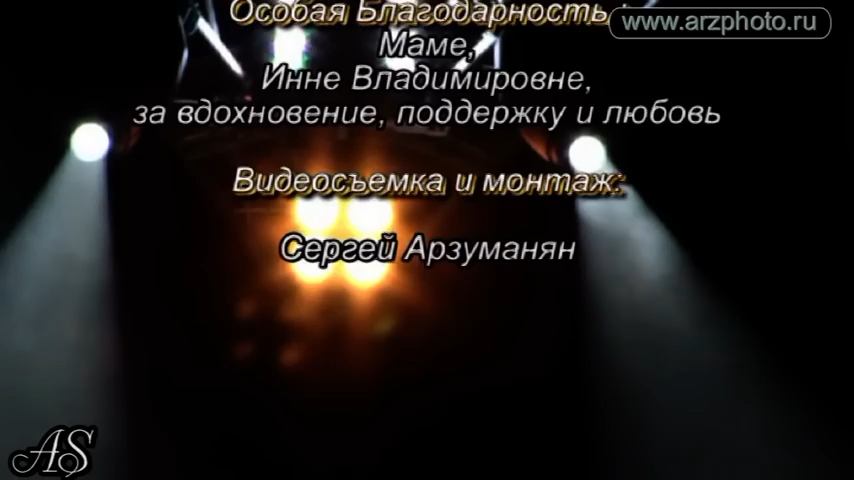 Особая Благодарность :
www.arzphoto.ru
Маме,
Инне Владимировне,
за вдохновение, поддержку и любовь
Видеосъемка и монтаж:
Сергей Арзуманян
AS